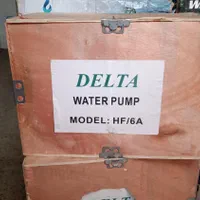 DELTA
WATER PUMP
MODEL: HF/6A